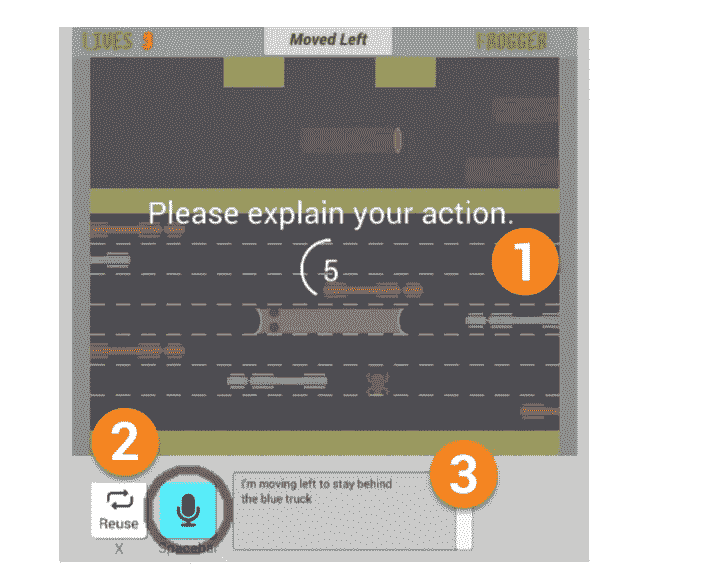 LIVES
Moved Left
FROGGER
Please explain your action.
5
1
2
3
I'm moving left to stay behind
the blue truck
Reuse
X
Spacebar